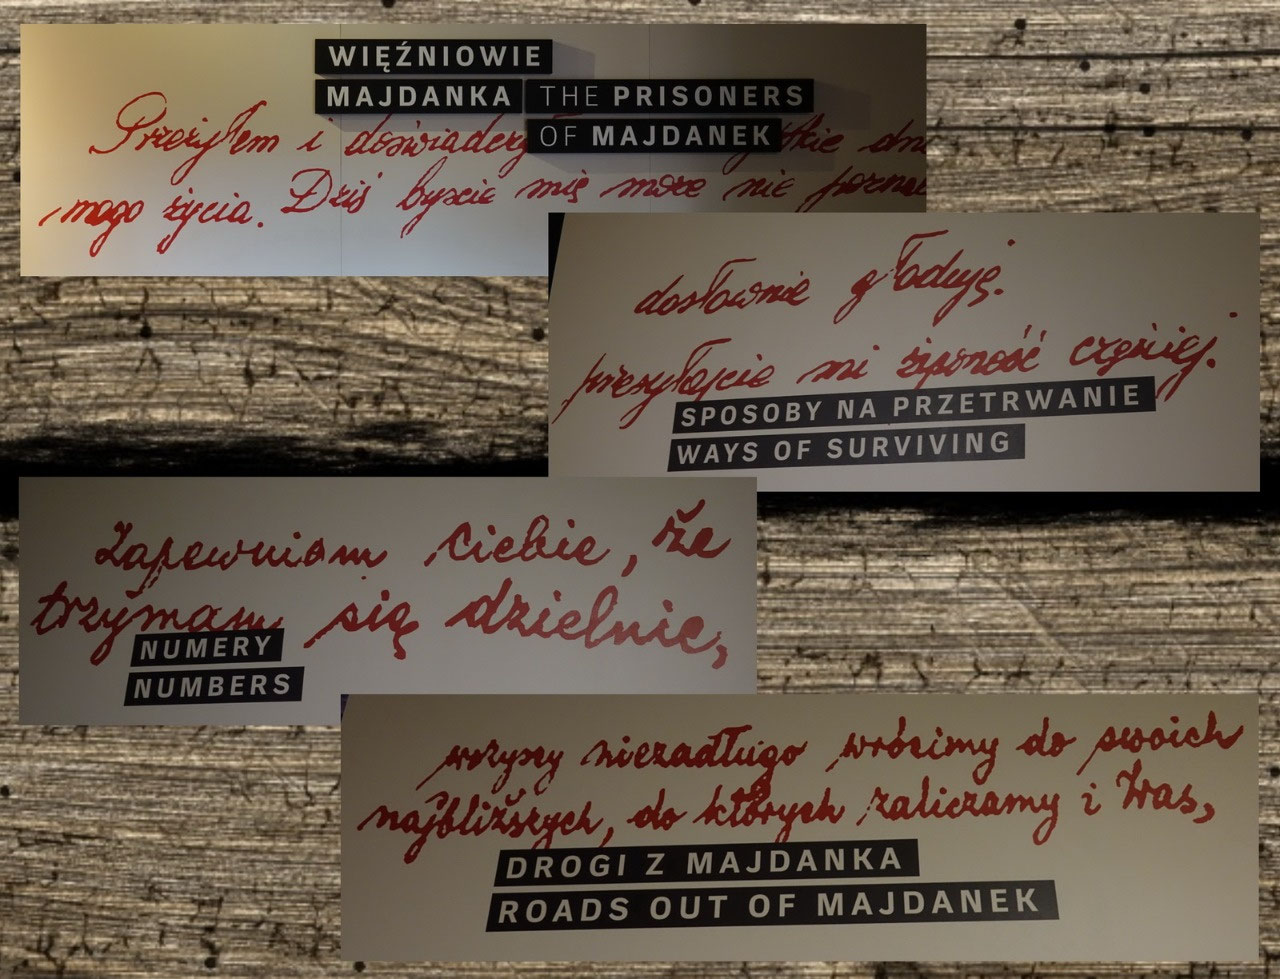 WIĘŹNIOWIE
MAJDANKA THE PRISONERS
OF MAJDANEK
Przeżyłem i
mego życia. Dziś byście mię może nie
dosłownie głoduję.
przesyłajcie mi żywność częściej.
SPOSOBY NA PRZETRWANIE
WAYS OF SURVIVING
Zapewniam ciebie, że
trzymam się dzielnie,
NUMERY
NUMBERS
wszyscy niezadługo wrócimy do swoich
najbliższych, do których zaliczamy i Was,
DROGI Z MAJDANKA
ROADS OUT OF MAJDANEK